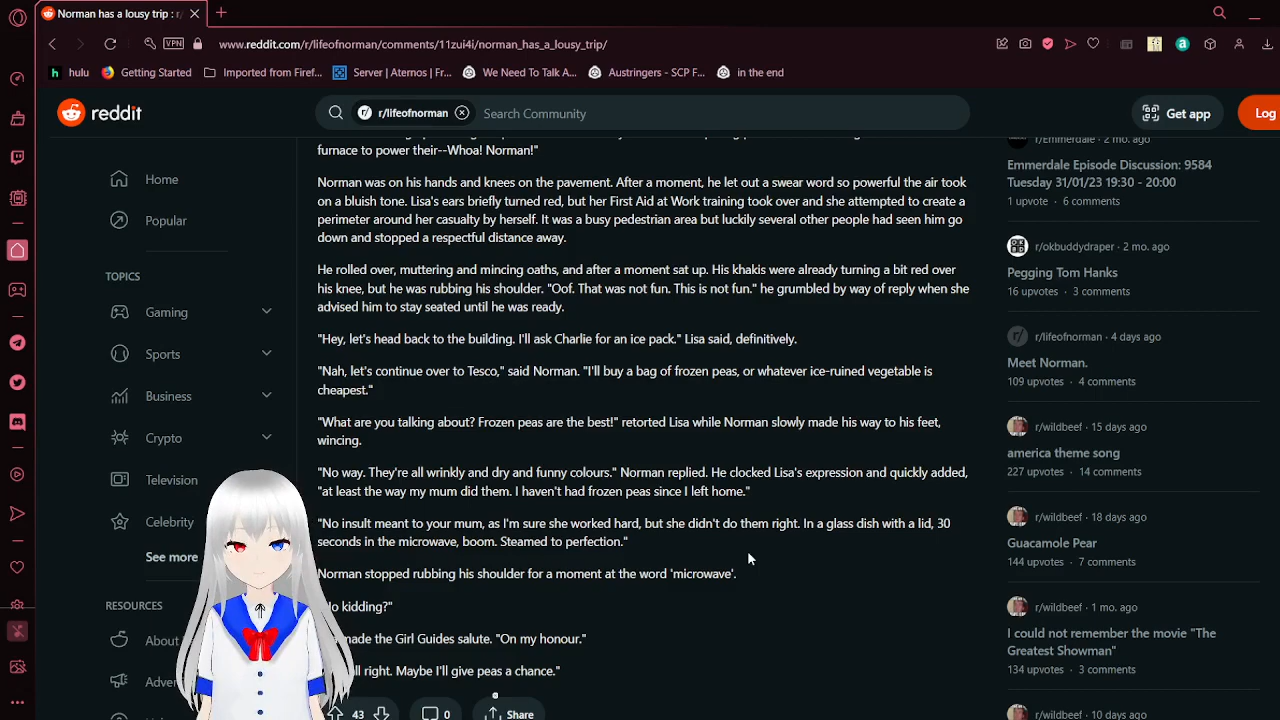 Norman has a lousy trip : r/
www.reddit.com/r/lifeofnorman/comments/11zui4i/norman_has_a_lousy_trip/
VPN
hulu
Getting Started
Imported from Firef...
Server | Aternos | Fr...
We Need To Talk A...
Austringers - SCP F...
in the end
reddit
r/lifeofnorman
Search Community
Get app
Log
Home
Popular
TOPICS
Gaming
Sports
Business
Crypto
Television
Celebrity
See more
RESOURCES
About
Adver
furnace to power their--Whoa! Norman!"
Norman was on his hands and knees on the pavement. After a moment, he let out a swear word so powerful the air took
on a bluish tone. Lisa's ears briefly turned red, but her First Aid at Work training took over and she attempted to create a
perimeter around her casualty by herself. It was a busy pedestrian area but luckily several other people had seen him go
down and stopped a respectful distance away.
He rolled over, muttering and mincing oaths, and after a moment sat up. His khakis were already turning a bit red over
his knee, but he was rubbing his shoulder. "Oof. That was not fun. This is not fun." he grumbled by way of reply when she
advised him to stay seated until he was ready.
"Hey, let's head back to the building. I'll ask Charlie for an ice pack." Lisa said, definitively.
"Nah, let's continue over to Tesco," said Norman. "I'll buy a bag of frozen peas, or whatever ice-ruined vegetable is
cheapest."
"What are you talking about? Frozen peas are the best!" retorted Lisa while Norman slowly made his way to his feet,
wincing.
"No way. They're all wrinkly and dry and funny colours." Norman replied. He clocked Lisa's expression and quickly added,
"at least the way my mum did them. I haven't had frozen peas since I left home."
"No insult meant to your mum, as I'm sure she worked hard, but she didn't do them right. In a glass dish with a lid, 30
seconds in the microwave, boom. Steamed to perfection."
Norman stopped rubbing his shoulder for a moment at the word 'microwave'.
kidding?"
made the Girl Guides salute. "On my honour."
right. Maybe I'll give peas a chance."
43
0
Share
r/Emmerdale • 2 mo. ago
Emmerdale Episode Discussion: 9584
Tuesday 31/01/23 19:30 - 20:00
1 upvote • 6 comments
r/okbuddydraper • 2 mo. ago
Pegging Tom Hanks
16 upvotes • 3 comments
r/lifeofnorman • 4 days ago
Meet Norman.
109 upvotes • 4 comments
r/wildbeef • 15 days ago
america theme song
227 upvotes • 14 comments
r/wildbeef • 18 days ago
Guacamole Pear
144 upvotes • 7 comments
r/wildbeef • 1 mo. ago
I could not remember the movie "The
Greatest Showman"
134 upvotes • 3 comments
r/wildbeef • 10 days ago